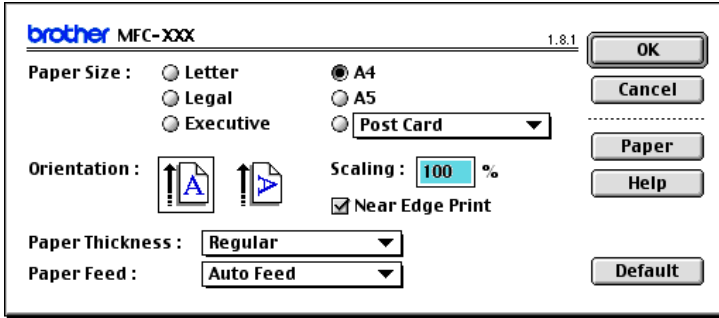 brother MFC-XXX 1.8.1 OK
Paper Size : Letter A4 Cancel
Legal A5
Executive Post Card Paper
Orientation : A A Scaling : 100 % Help
Near Edge Print
Paper Thickness : Regular
Paper Feed : Auto Feed Default